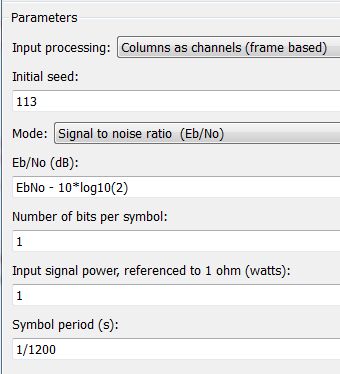 Parameters
Input processing: Columns as channels (frame based)
Initial seed:
113
Mode: Signal to noise ratio (Eb/No)
Eb/No (dB):
EbNo - 10*log10(2)
Number of bits per symbol:
1
Input signal power, referenced to 1 ohm (watts):
1
Symbol period (s):
1/1200